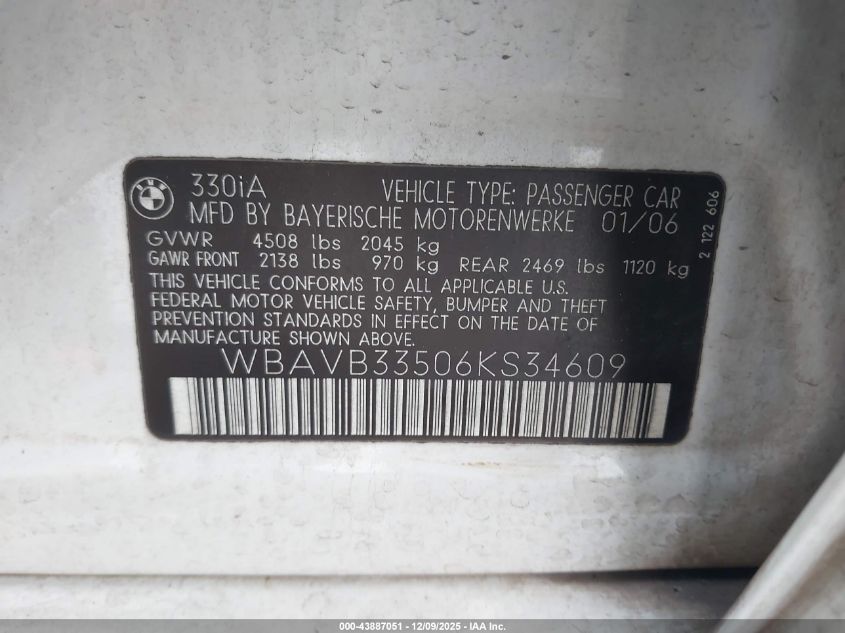 BMW
330iA VEHICLE TYPE: PASSENGER CAR
MFD BY BAYERISCHE MOTORENWERKE 01/06
GVWR 4508 lbs 2045 kg
GAWR FRONT 2138 lbs 970 kg REAR 2469 lbs 1120 kg
THIS VEHICLE CONFORMS TO ALL APPLICABLE U.S.
FEDERAL MOTOR VEHICLE SAFETY, BUMPER AND THEFT
PREVENTION STANDARDS IN EFFECT ON THE DATE OF
MANUFACTURE SHOWN ABOVE.
WBAVB33506KS34609
2 122 606
000-43887051 - 12/09/2025 - IAA Inc.